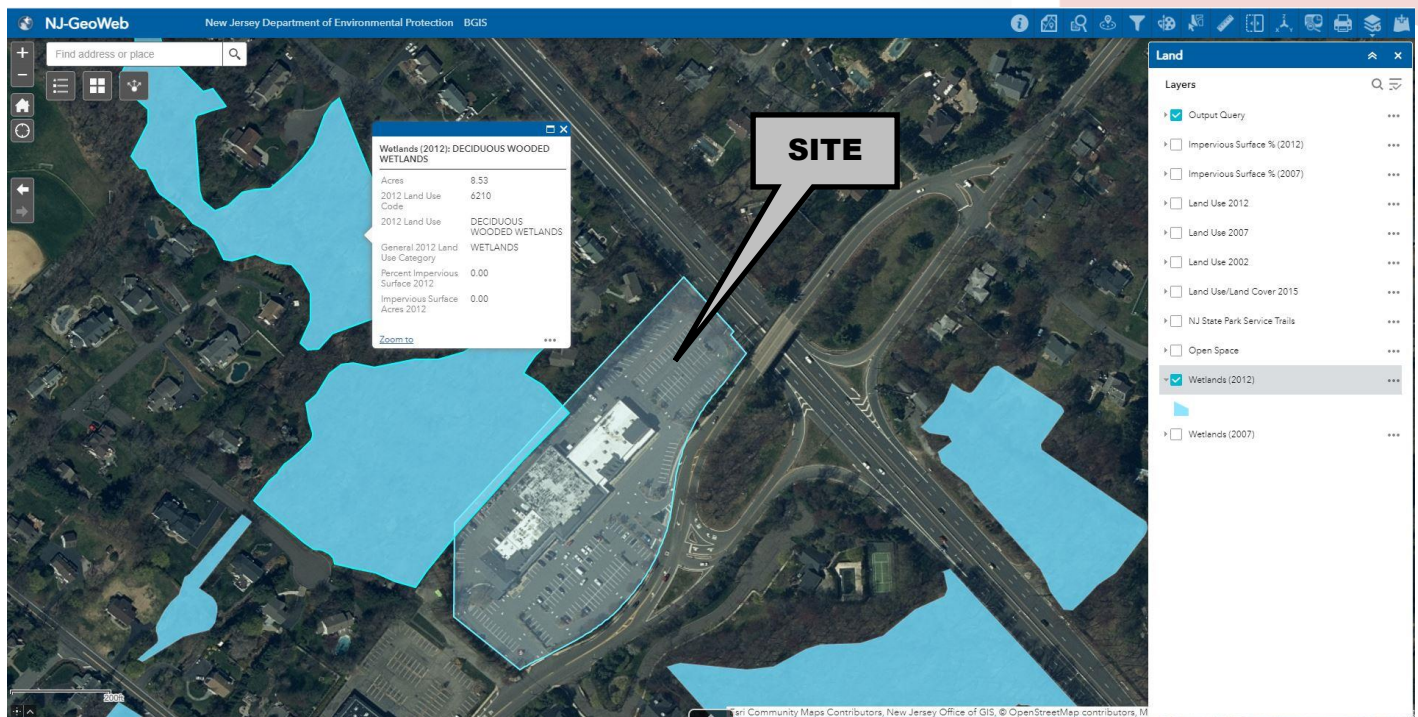 NJ-GeoWeb
New Jersey Department of Environmental Protection BGIS
Find address or place
Wetlands (2012): DECIDUOUS WOODED
WETLANDS
Acres 8.53
2012 Land Use
Code
6210
2012 Land Use
DECIDUOUS
WOODED WETLANDS
General 2012 Land
Use Category
WETLANDS
Percent Impervious
Surface 2012
0.00
Impervious Surface
Acres 2012
0.00
Zoom to
SITE
Land
Layers
Output Query
Impervious Surface % (2012)
Impervious Surface % (2007)
Land Use 2012
Land Use 2007
Land Use 2002
Land Use/Land Cover 2015
NJ State Park Service Trails
Open Space
Wetlands (2012)
Wetlands (2007)
200ft
Esri Community Maps Contributors, New Jersey Office of GIS, © OpenStreetMap contributors, M